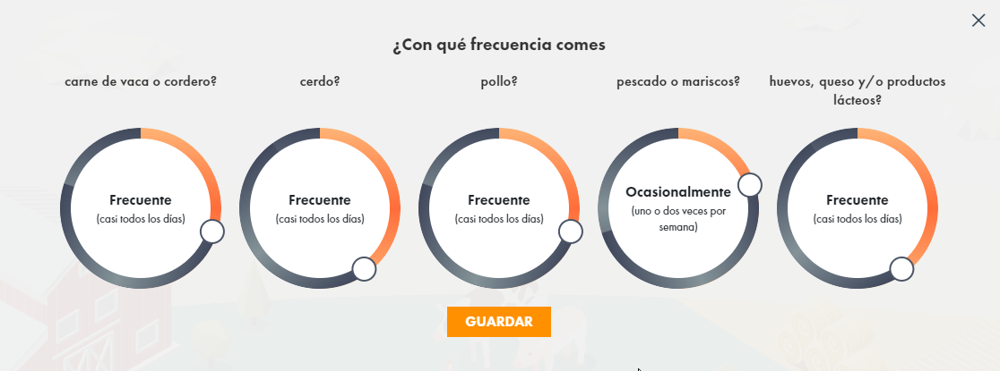 ¿Con qué frecuencia comes
carne de vaca o cordero?
cerdo?
pollo?
pescado o mariscos?
huevos, queso y/o productos
lácteos?
Frecuente
(casi todos los días)
Frecuente
(casi todos los días)
Frecuente
(casi todos los días)
Ocasionalmente
(uno o dos veces por
semana)
Frecuente
(casi todos los días)
GUARDAR